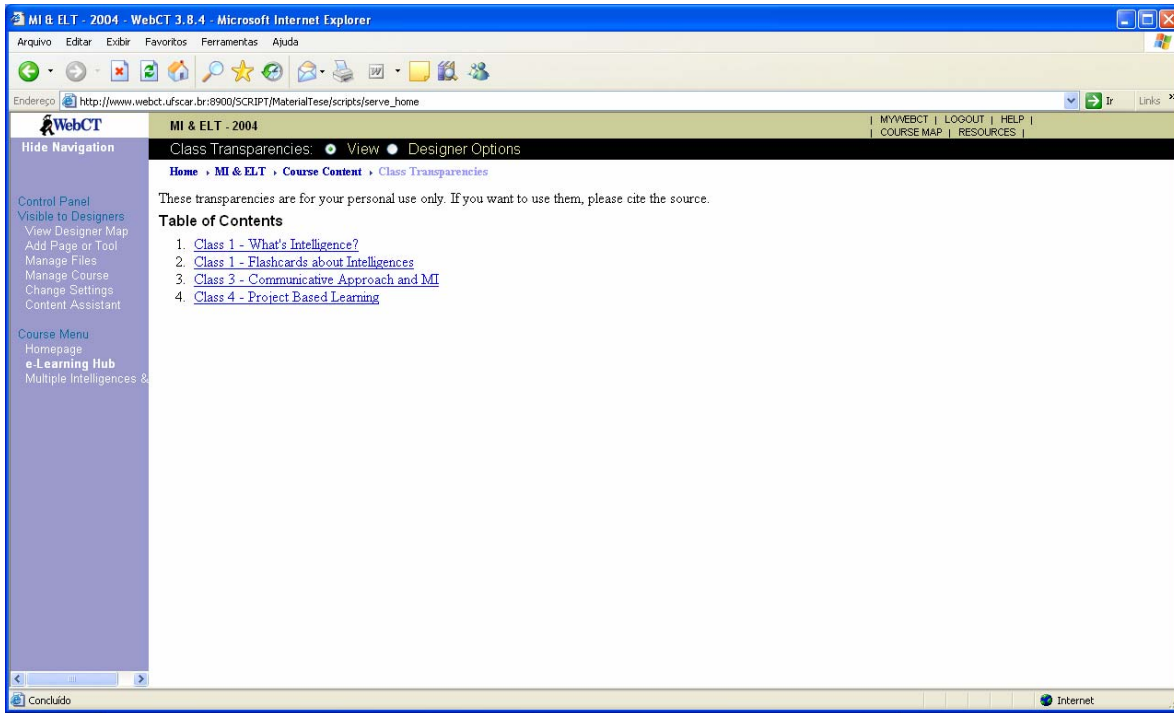 MI & ELT - 2004 - WebCT 3.8.4 - Microsoft Internet Explorer
Arquivo Editar Exibir Favoritos Ferramentas Ajuda
Endereço http://www.webct.ufscar.br:8900/SCRIPT/MaterialTese/scripts/serve_home Ir Links »
WebCT MI & ELT - 2004 | MYWEBCT | LOGOUT | HELP |
| COURSE MAP | RESOURCES |
Hide Navigation Class Transparencies: View Designer Options
Home › MI & ELT › Course Content › Class Transparencies
Control Panel
Visible to Designers
View Designer Map
Add Page or Tool
Manage Files
Manage Course
Change Settings
Content Assistant
Course Menu
Homepage
e-Learning Hub
Multiple Intelligences &
These transparencies are for your personal use only. If you want to use them, please cite the source.
Table of Contents
1. Class 1 - What's Intelligence?
2. Class 1 - Flashcards about Intelligences
3. Class 3 - Communicative Approach and MI
4. Class 4 - Project Based Learning
Concluído Internet